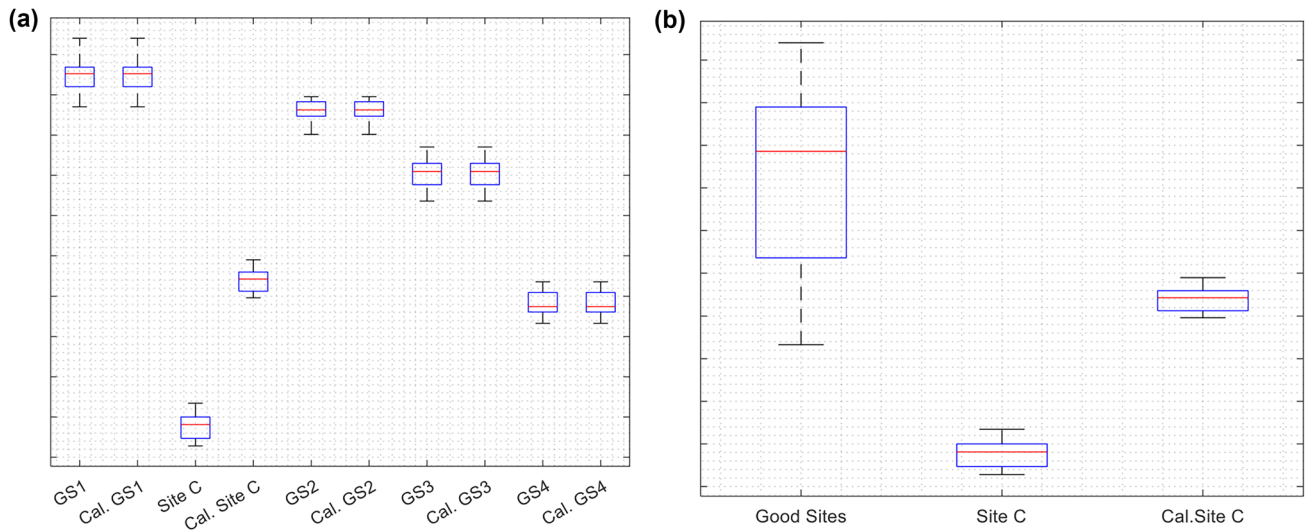 (a)
GS1
Cal. GS1
Site C
Cal. Site C
GS2
Cal. GS2
GS3
Cal. GS3
GS4
Cal. GS4
(b)
Good Sites
Site C
Cal.Site C